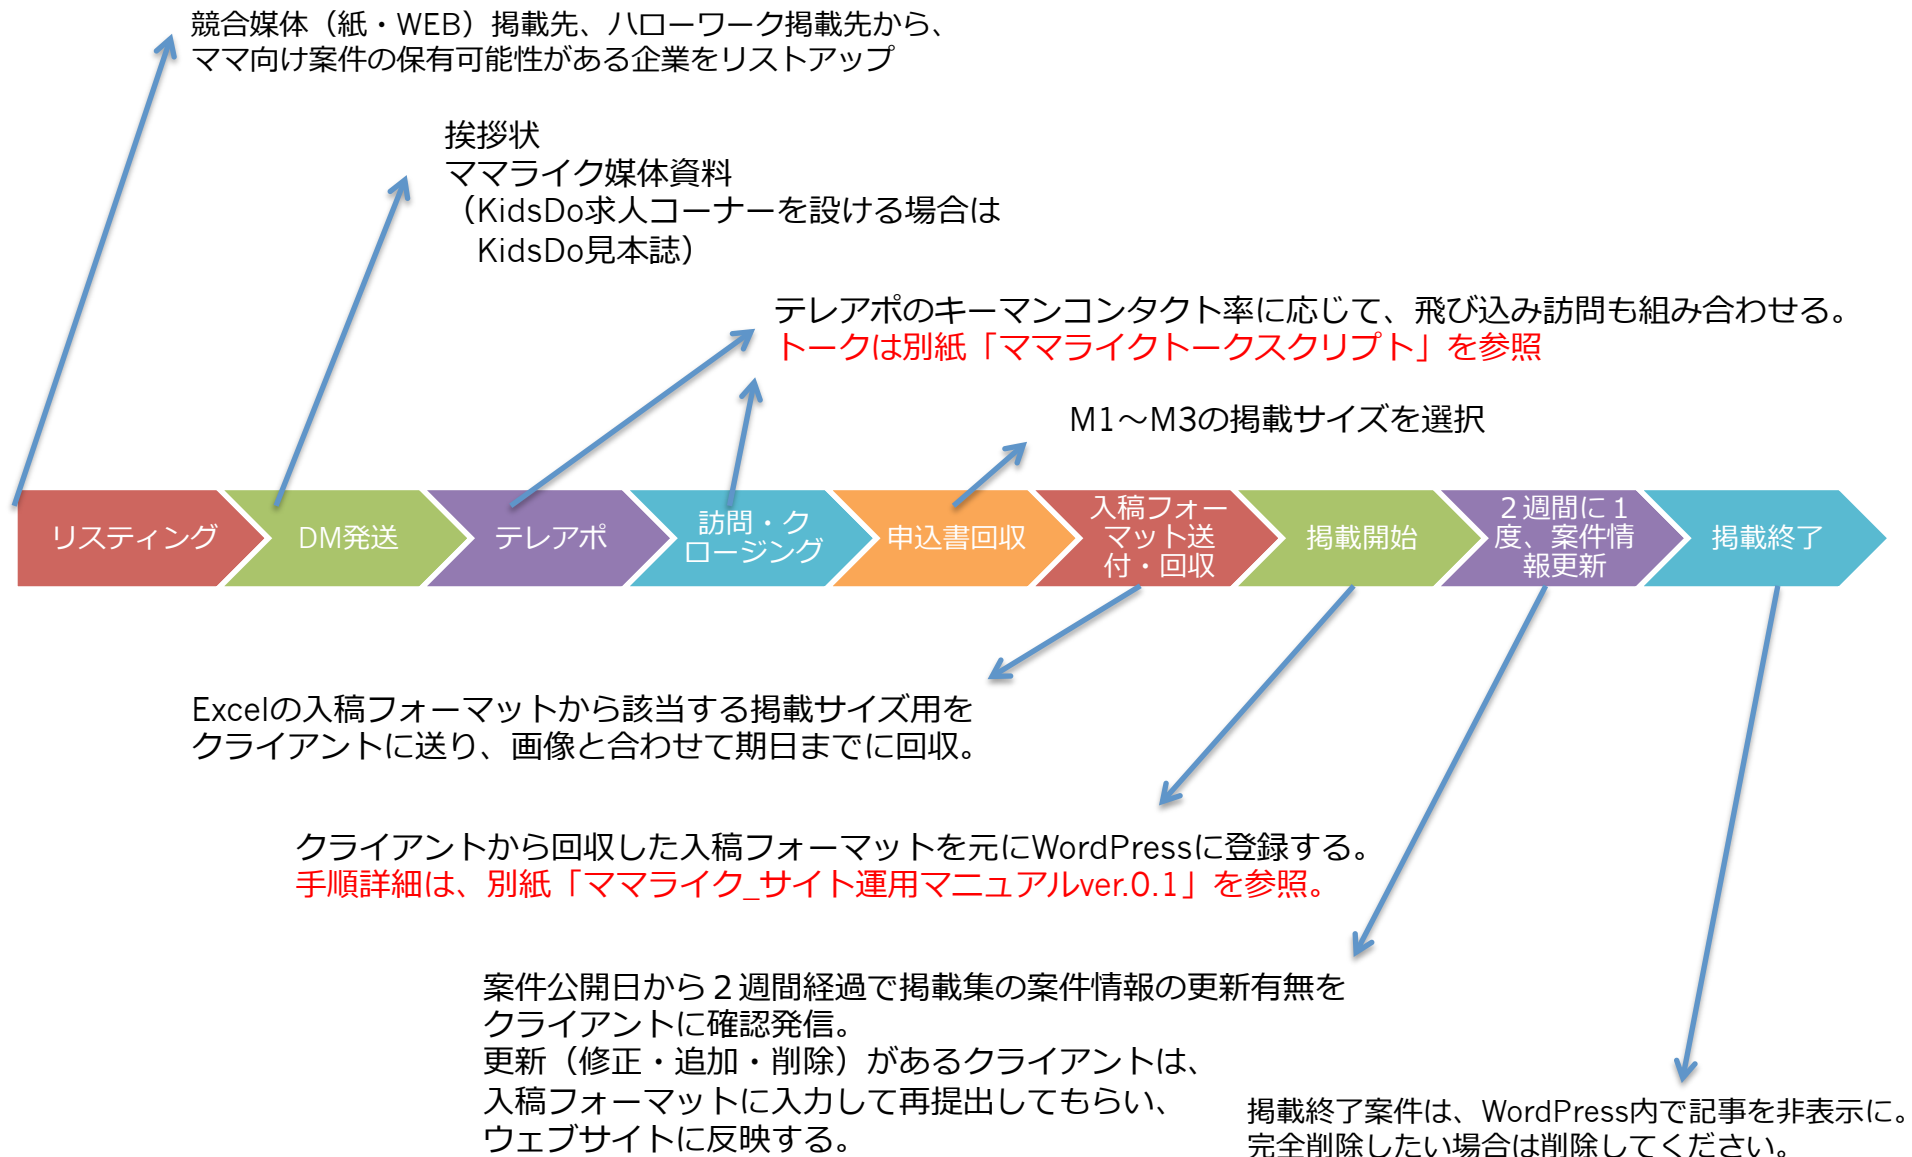 競合媒体（紙・WEB）掲載先、ハローワーク掲載先から、
ママ向け案件の保有可能性がある企業をリストアップ
挨拶状
ママライク媒体資料
（KidsDo求人コーナーを設ける場合は
KidsDo見本誌）
テレアポのキーマンコンタクト率に応じて、飛び込み訪問も組み合わせる。
トークは別紙「ママライクトークスクリプト」を参照
M1〜M3の掲載サイズを選択
リスティング
DM発送
テレアポ
訪問・ク
ロージング
申込書回収
入稿フォー
マット送
付・回収
掲載開始
２週間に１
度、案件情
報更新
掲載終了
Excelの入稿フォーマットから該当する掲載サイズ用を
クライアントに送り、画像と合わせて期日までに回収。
クライアントから回収した入稿フォーマットを元にWordPressに登録する。
手順詳細は、別紙「ママライク_サイト運用マニュアルver.0.1」を参照。
案件公開日から２週間経過で掲載集の案件情報の更新有無を
クライアントに確認発信。
更新（修正・追加・削除）があるクライアントは、
入稿フォーマットに入力して再提出してもらい、
ウェブサイトに反映する。
掲載終了案件は、WordPress内で記事を非表示に。
完全削除したい場合は削除してください。